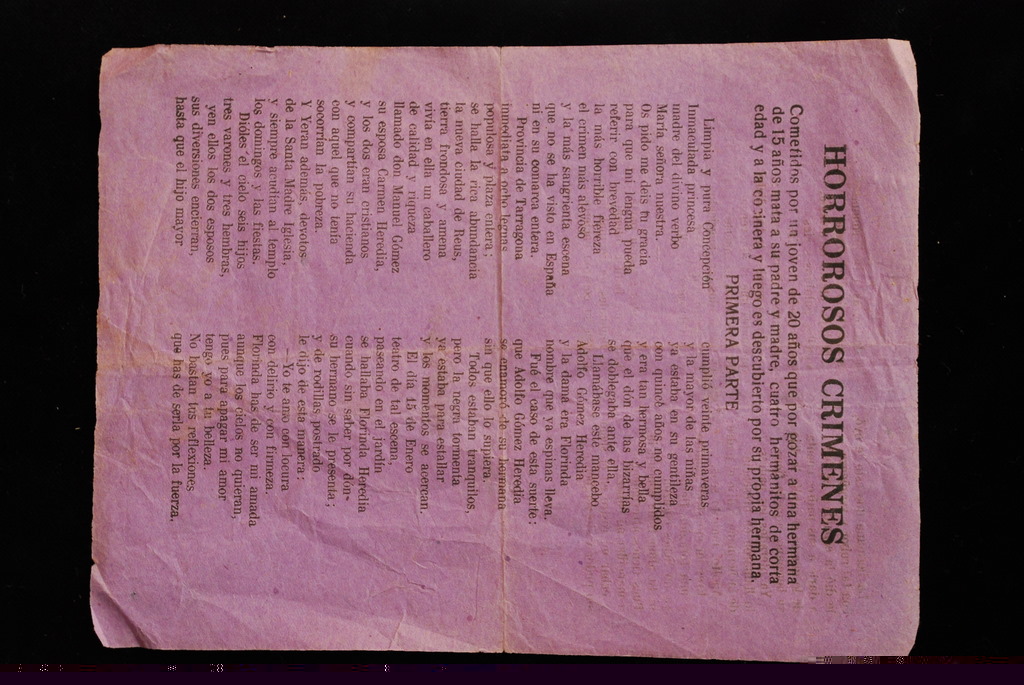 HORROROSOS CRIMENES
Cometidos por un joven de 20 años que por gozar a una hermana
de 15 años mata a su padre y madre, cuatro hermanitos de corta
edad y a la cocinera y luego es descubierto por su propia hermana.
PRIMERA PARTE
Limpia y pura Concepción
Inmaculada princesa
madre del divino verbo
María señora nuestra.
Os pido me deis tu gracia
para que mi lengua pueda
referir con brevedad
la más horrible fiereza
el crimen más alevoso
y la más sangrienta escena
que no se ha visto en España
ni en su comarca entera.
Provincia de Tarragona
inmediata a ocho leguas
populosa y plaza entera;
se halla la rica abundancia
la nueva ciudad de Reus,
tierra frondosa y amena
vivía en ella un caballero
de calidad y riqueza
llamado don Manuel Gómez
su esposa Carmen Heredia,
y los dos eran cristianos
y compartían su hacienda
con aquel que no tenía
socorrían la pobreza.
Y Yeran además, devotos
de la Santa Madre Iglesia,
y siempre acudían al templo
los domingos y las fiestas.
Dióles el cielo seis hijos
tres varones y tres hembras,
yen ellos los dos esposos
sus diversiones encierran,
hasta que el hijo mayor
cumplió veinte primaveras
y la mayor de las niñas
ya estaba en su gentileza
con quince años no cumplidos
y era tan hermosa y bella
que el don de las bizarrías
se doblegaba ante ella.
Llamábase este mancebo
Adolfo Gómez Heredia
y la dama era Florinda
nombre que ya espinas lleva.
Fué el caso de esta suerte;
que Adolfo Gómez Heredia
se enamoró de su hermana
sin que ello lo supiera.
Todos estaban tranquilos,
pero la negra tormenta
ya estaba para estallar
y los momentos se acercan.
El día 15 de Enero
teatro de tal escena,
paseando en el jardín
se hallaba Florinda Heredia
cuando sin saber por dón-
su hermano se le presenta;
y de rodillas postrado
le dijo de esta manera:
—Yo te amo con locura
con delirio y con firmeza.
Florinda has de ser mi amada
aunque los cielos no quieran,
pues para apagar mi amor
tengo yo a tu belleza.
No bastan tus reflexiones
que has de serla por la fuerza.